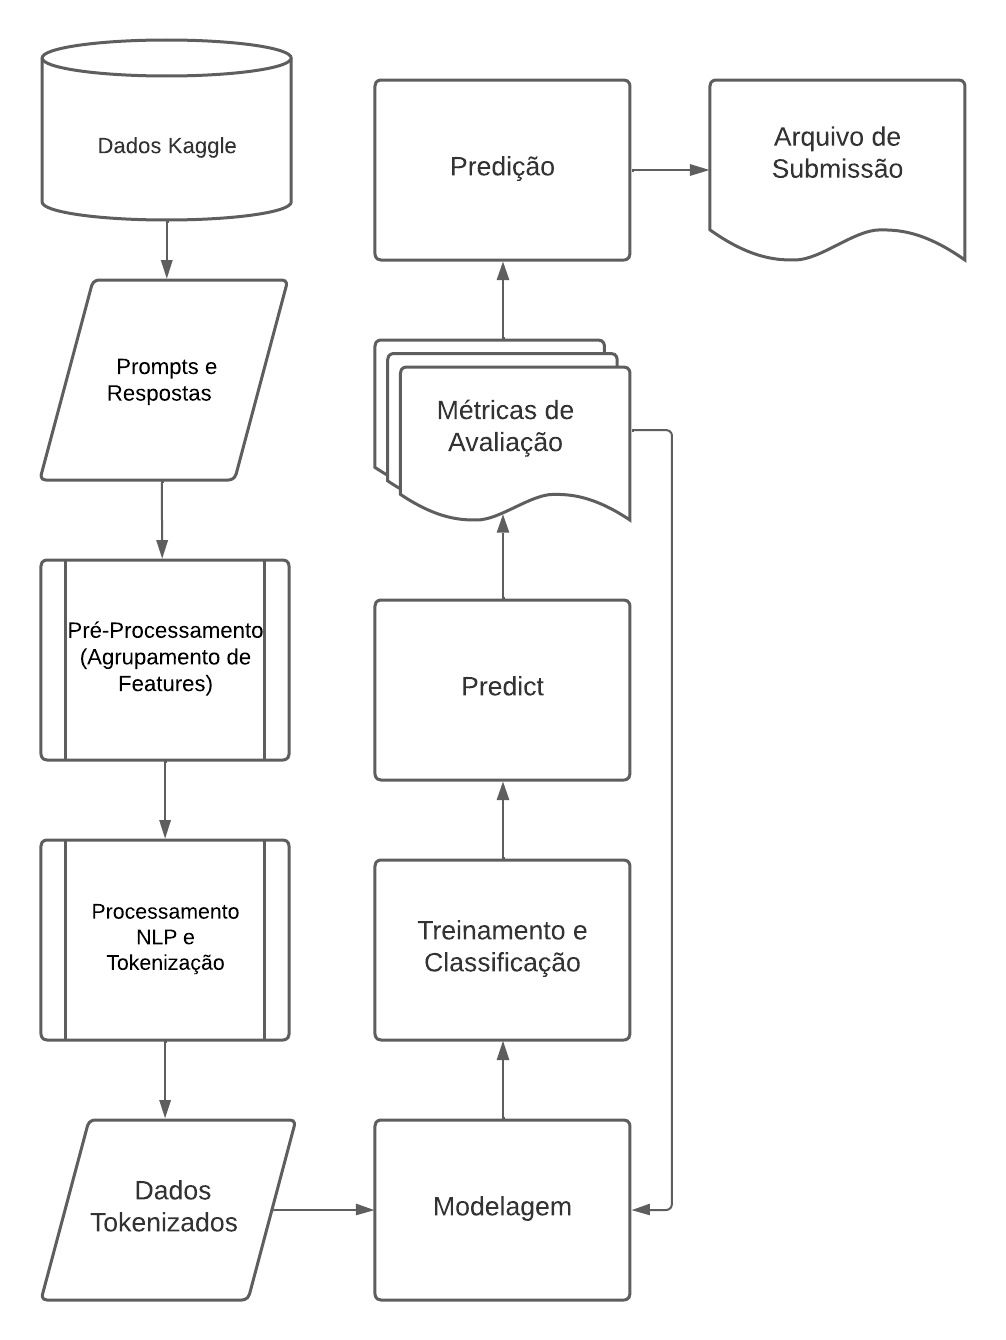 Dados Kaggle
Prompts e
Respostas
Pré-Processamento
(Agrupamento de
Features)
Processamento
NLP e
Tokenização
Dados
Tokenizados
Modelagem
Treinamento e
Classificação
Predict
Métricas de
Avaliação
Predição
Arquivo de
Submissão